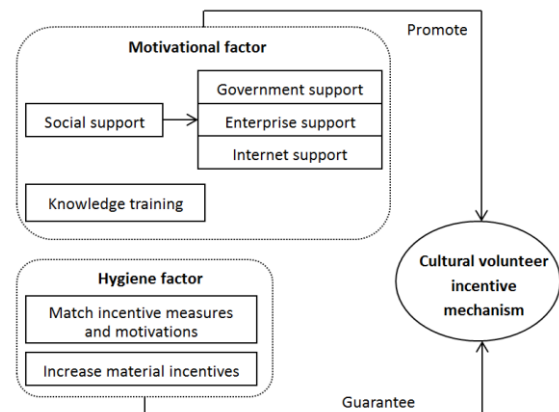 Promote
Motivational factor
Government support
Social support
Enterprise support
Internet support
Knowledge training
Cultural volunteer
incentive
mechanism
Hygiene factor
Match incentive measures
and motivations
Increase material incentives
Guarantee